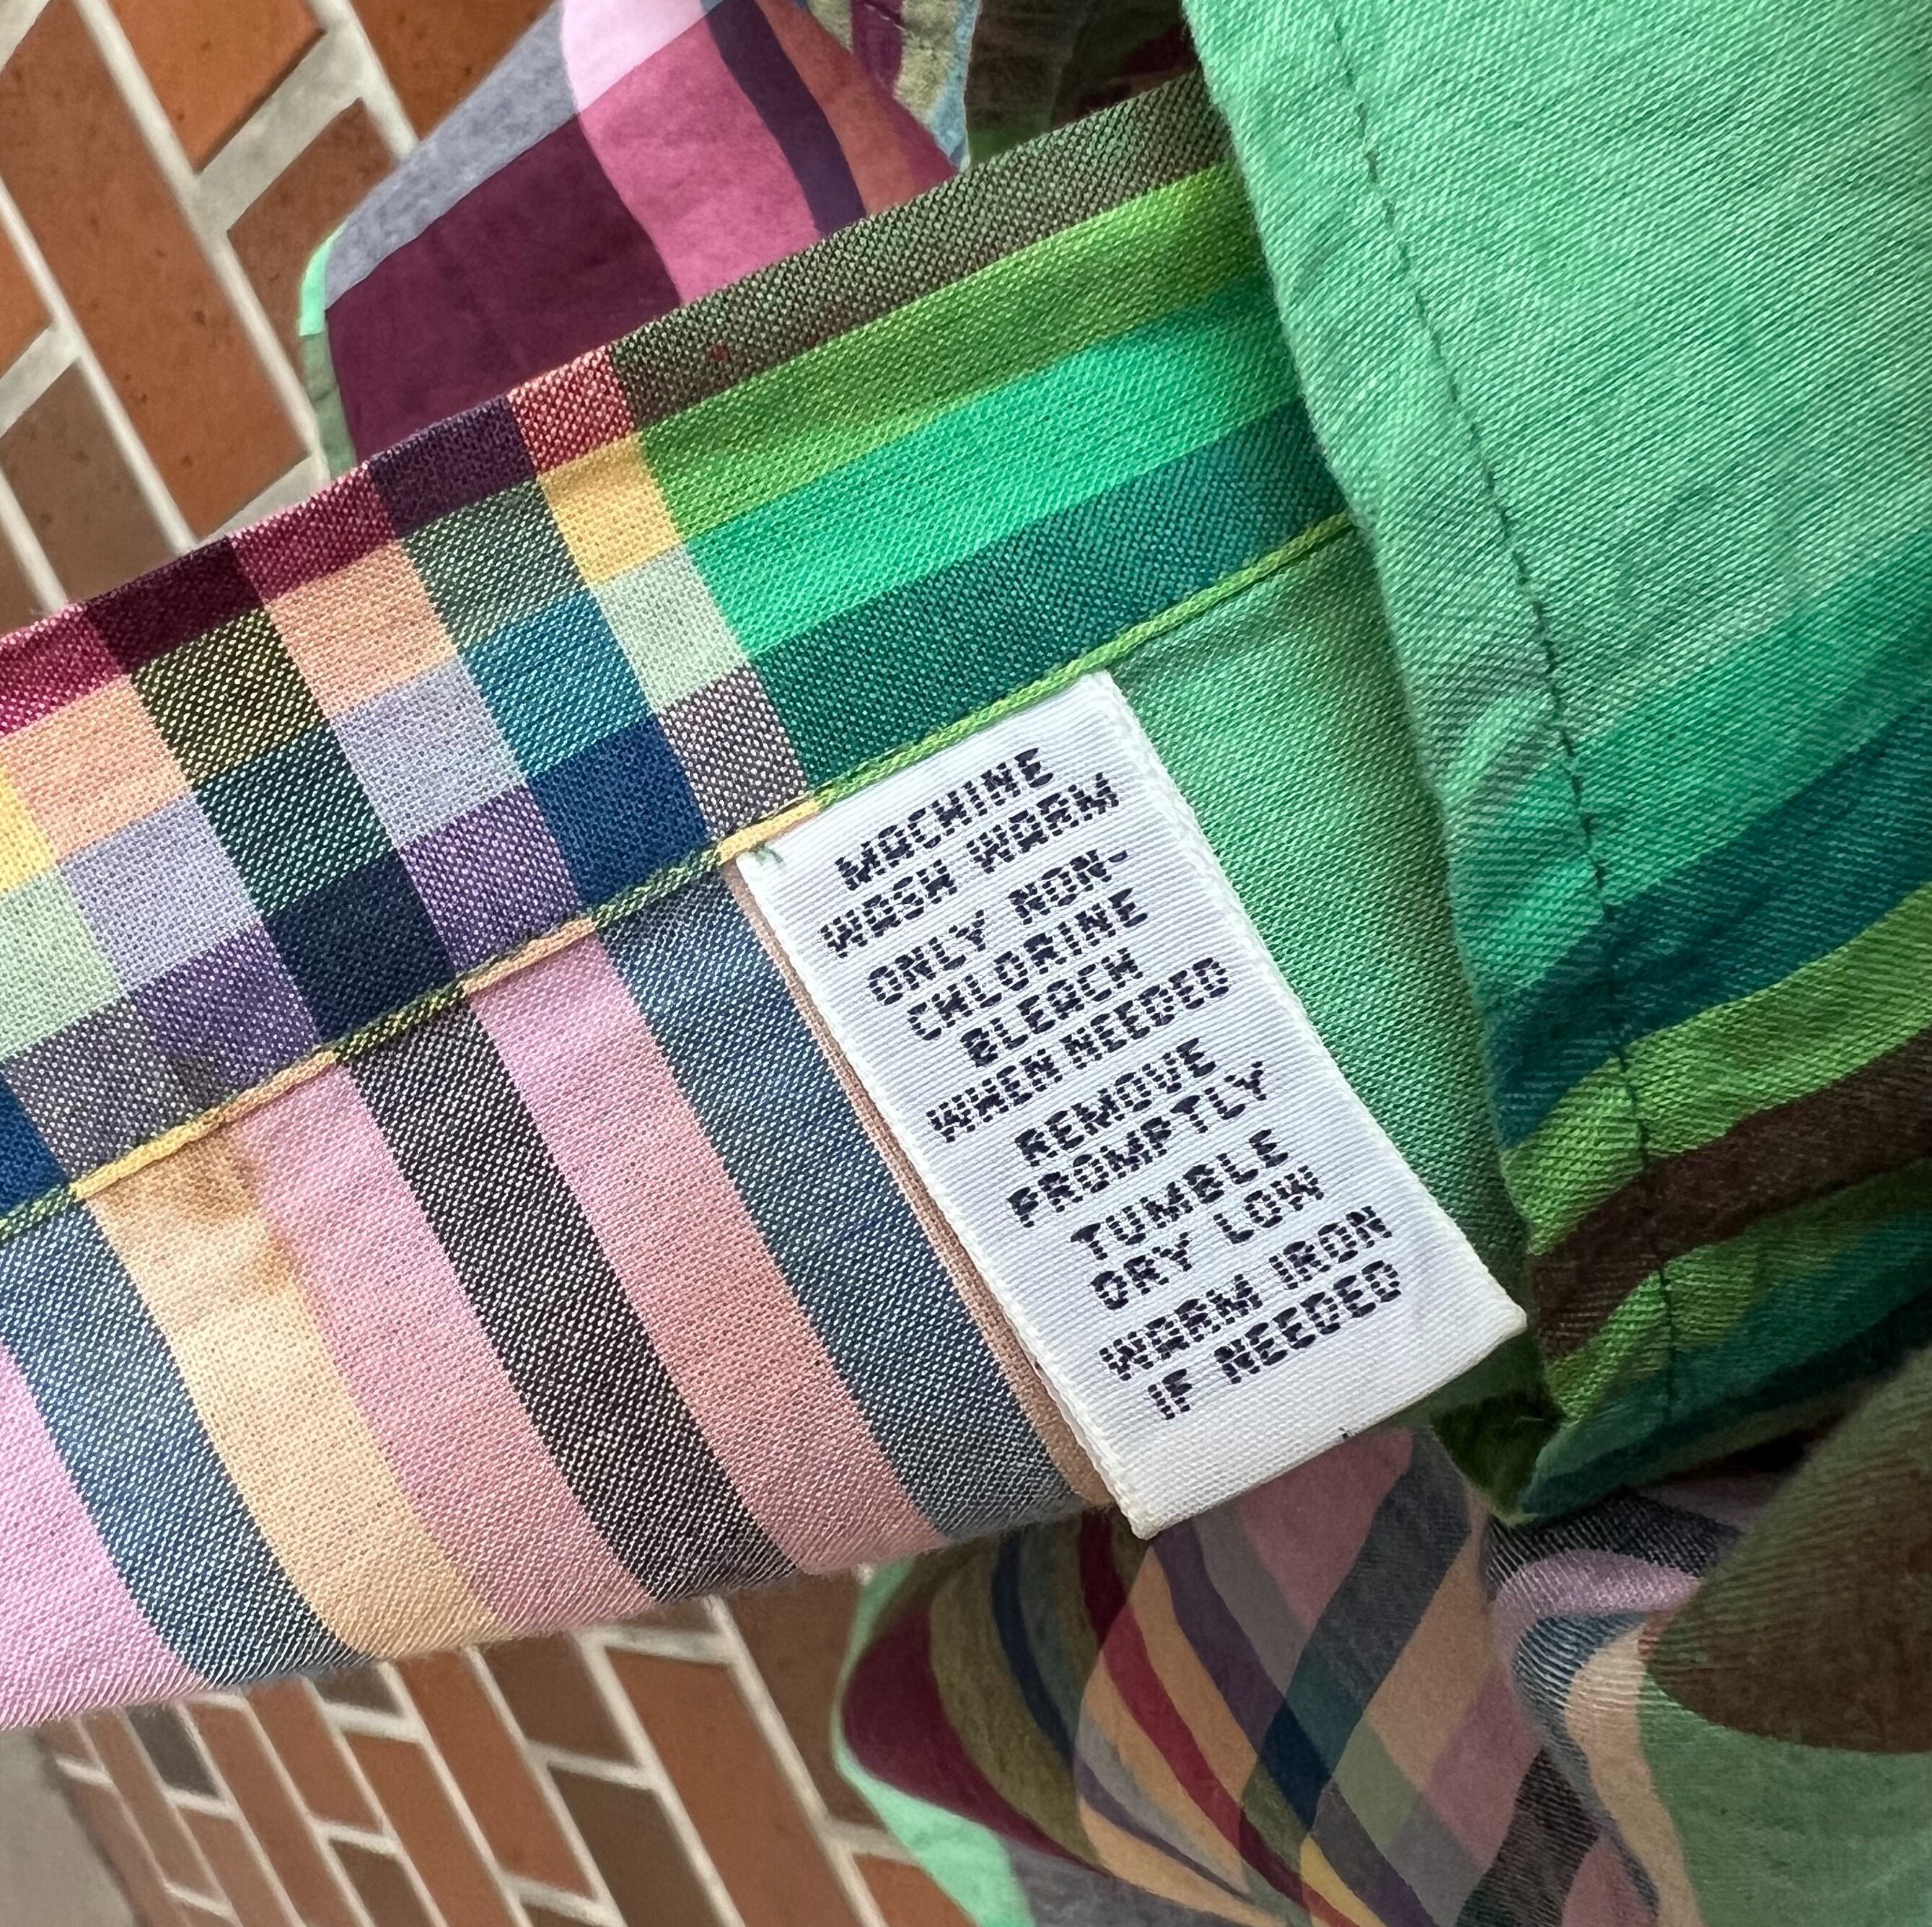 MACHINE
WASH WARM
ONLY NON-
CHLORINE
BLEACH
WHEN NEEDED
REMOVE
PROMPTLY
TUMBLE
DRY LOW
WARM IRON
IF NEEDED